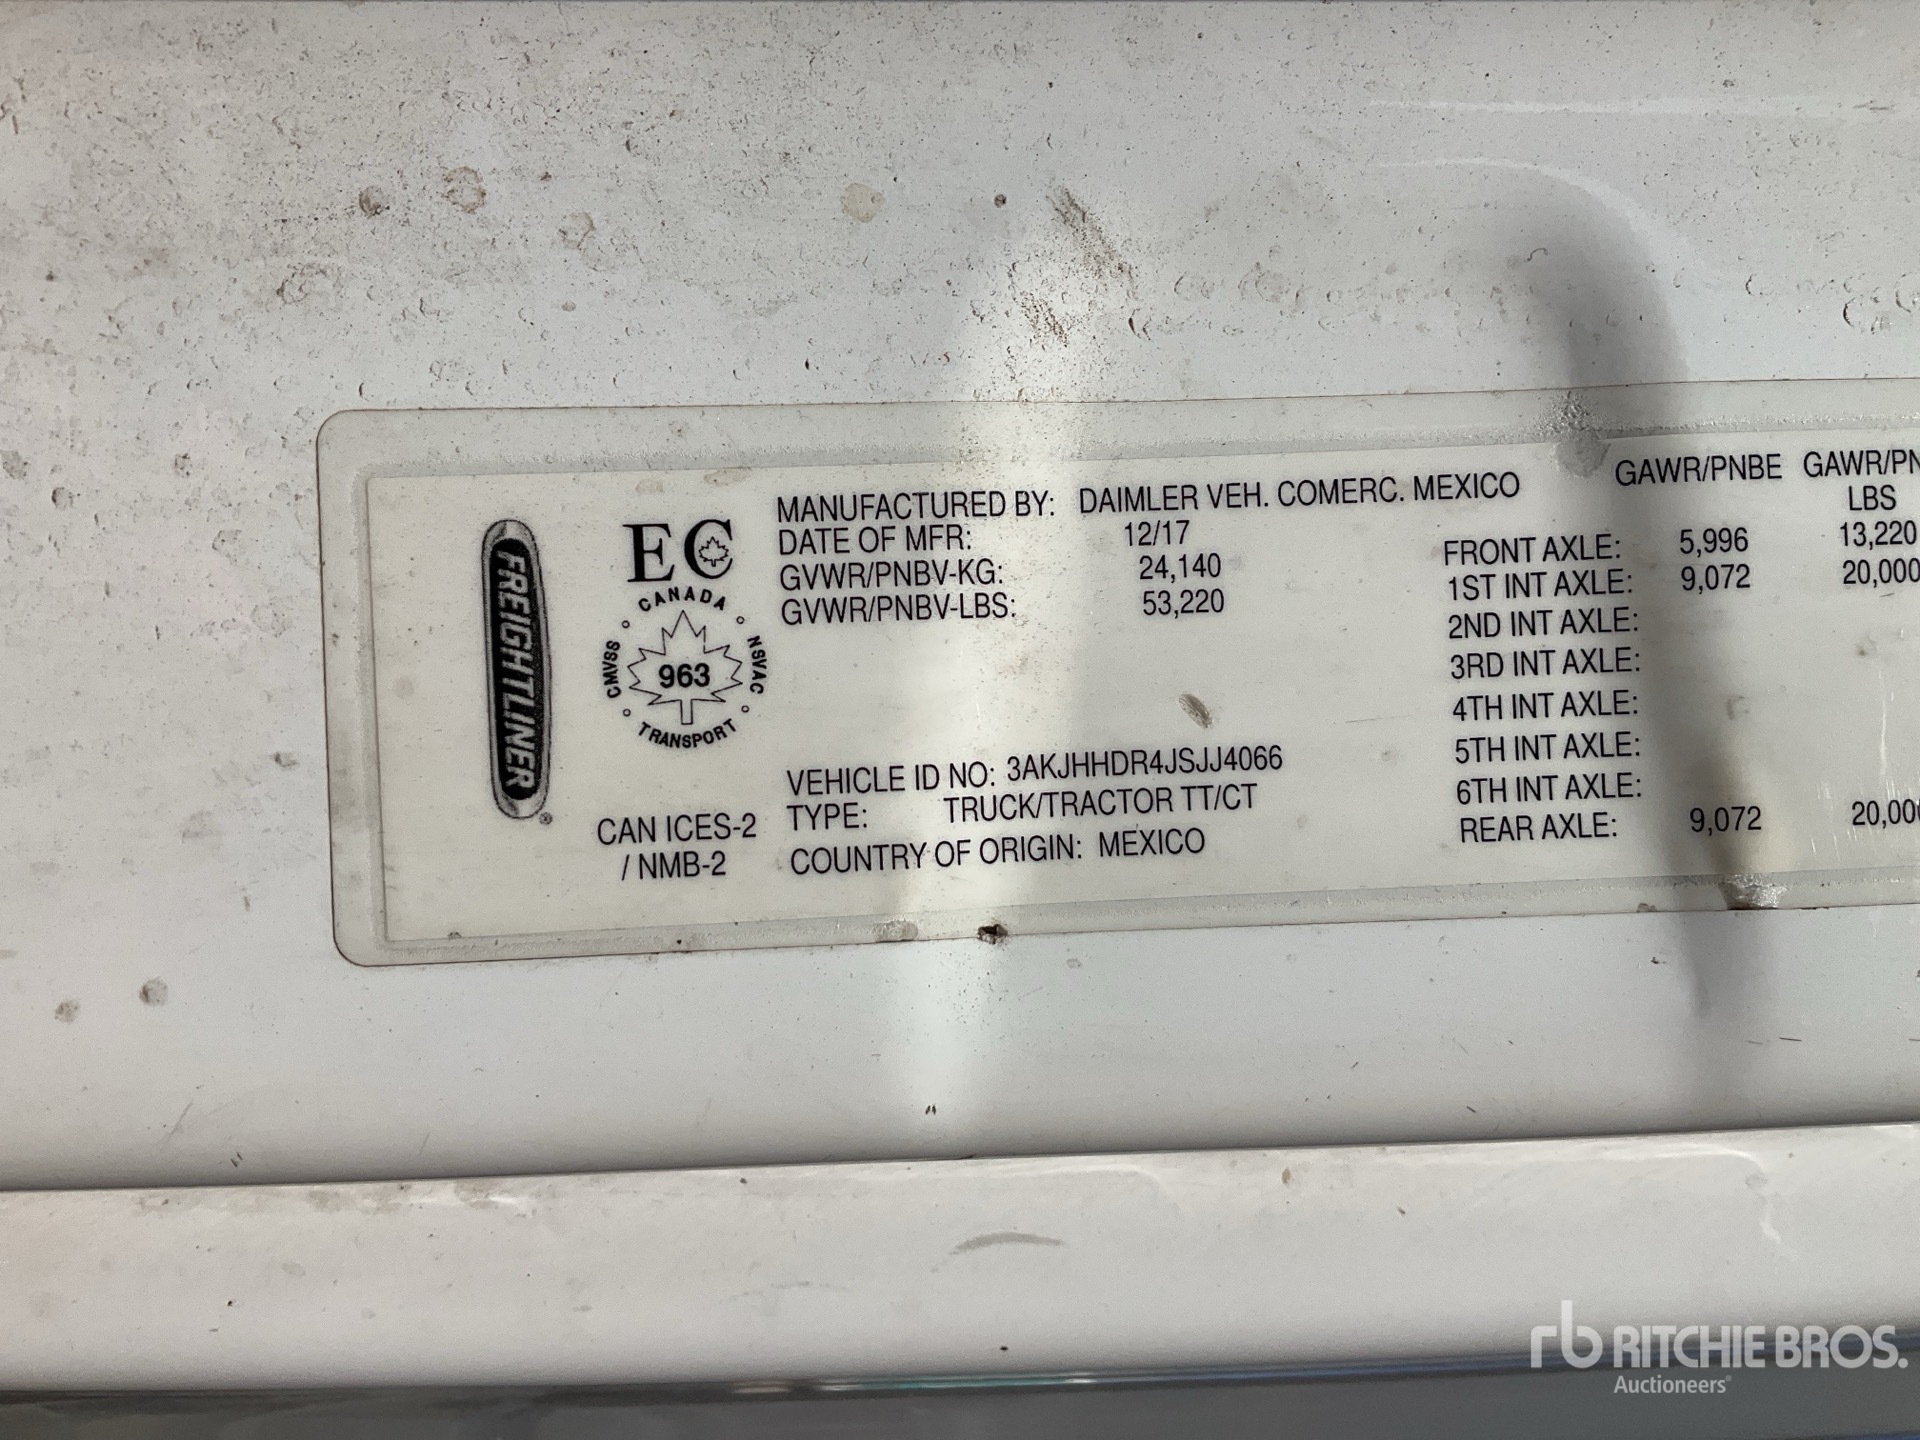 FREIGHTLINER®
EC
CANADA
CMVSS
963
NSVAC
TRANSPORT
CAN ICES-2
/ NMB-2
MANUFACTURED BY: DAIMLER VEH. COMERC. MEXICO
DATE OF MFR: 12/17
GVWR/PNBV-KG: 24,140
GVWR/PNBV-LBS: 53,220
VEHICLE ID NO: 3AKJHHDR4JSJJ4066
TYPE: TRUCK/TRACTOR TT/CT
COUNTRY OF ORIGIN: MEXICO
GAWR/PNBE GAWR/PN
LBS
FRONT AXLE: 5,996 13,220
1ST INT AXLE: 9,072 20,000
2ND INT AXLE:
3RD INT AXLE:
4TH INT AXLE:
5TH INT AXLE:
6TH INT AXLE:
REAR AXLE: 9,072 20,000
rb RITCHIE BROS.
Auctioneers®